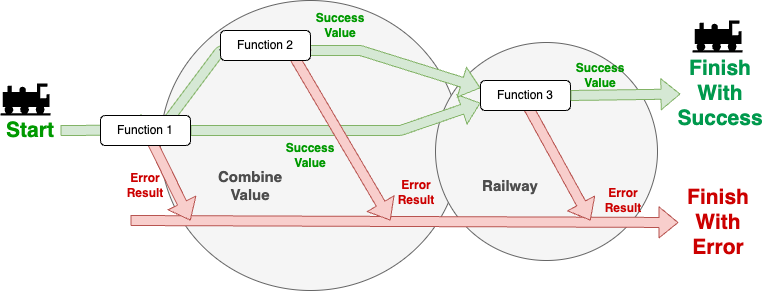 Success
Value
Function 2
Success
Value
Finish
With
Success
Function 3
Start
Function 1
Success
Value
Combine
Value
Error
Result
Error
Result
Railway
Error
Result
Finish
With
Error